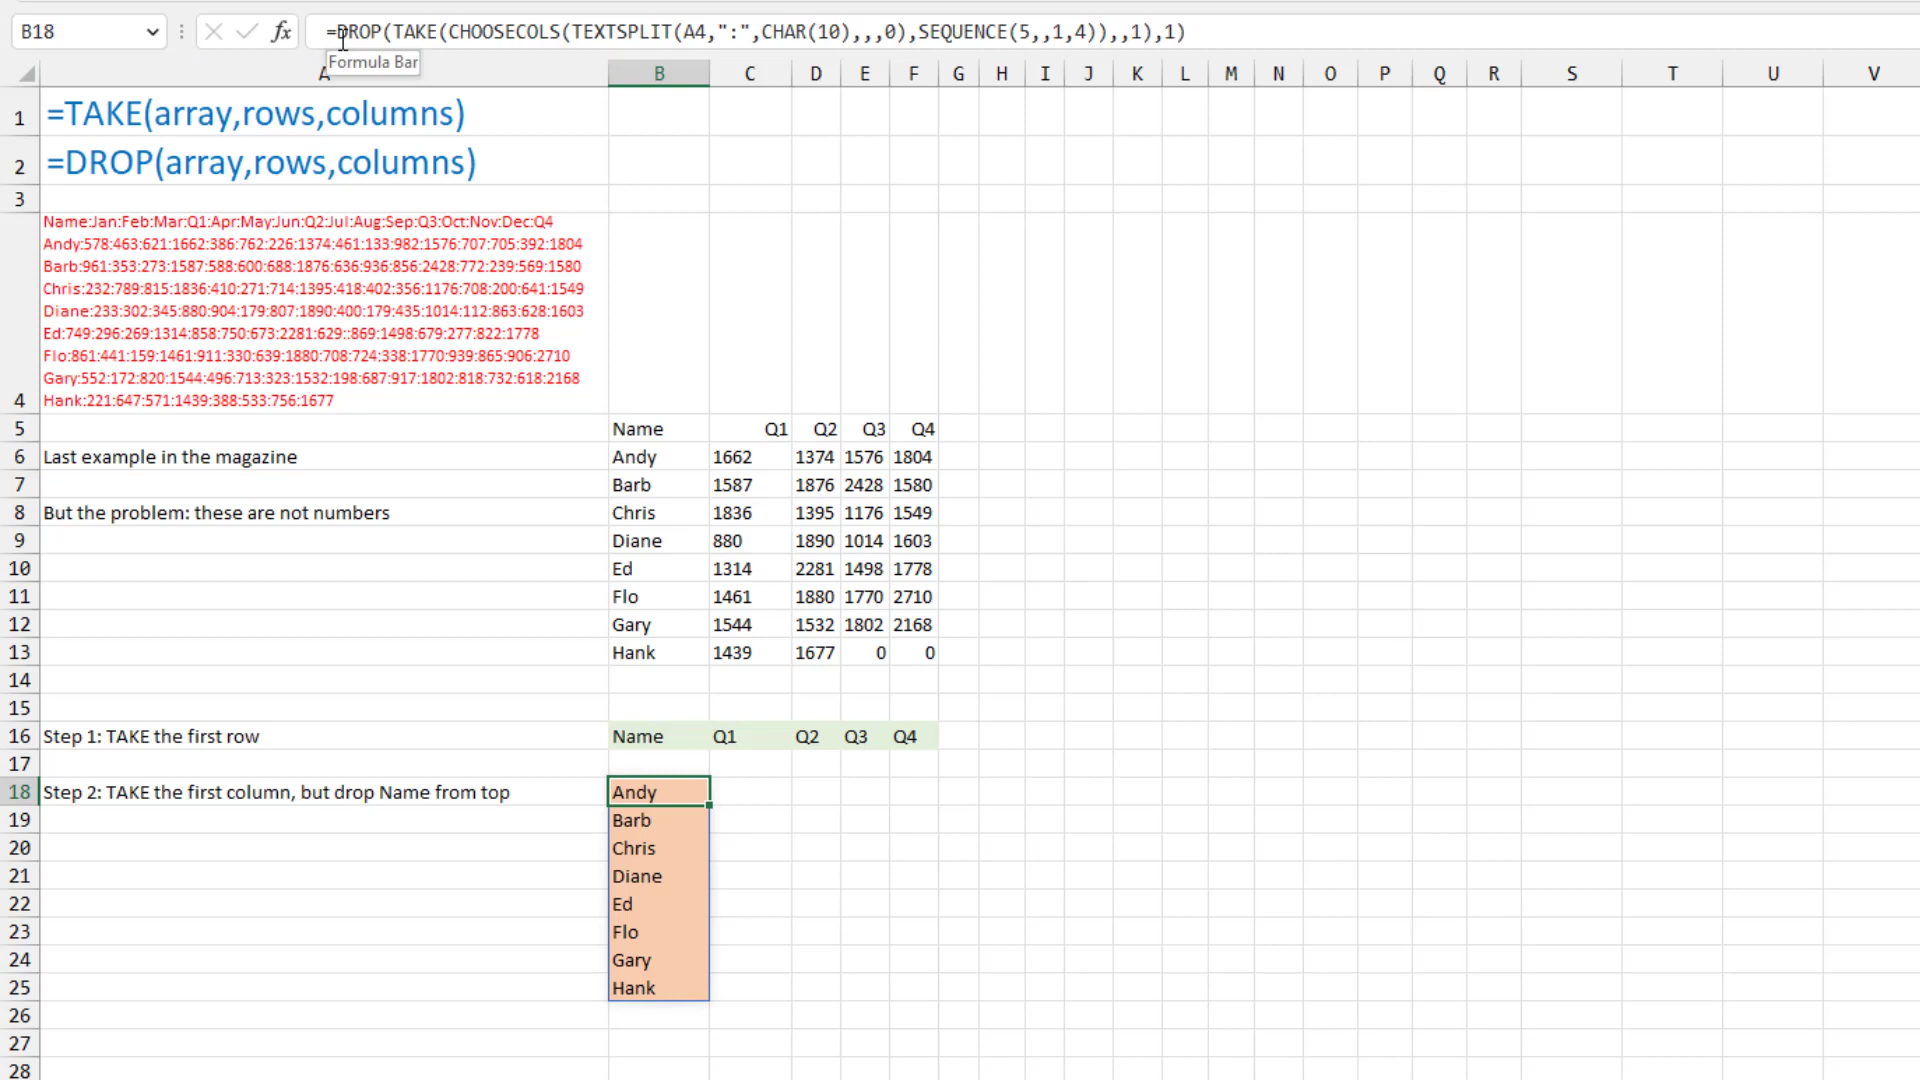 B18 fx =DROP(TAKE(CHOOSECOLS(TEXTSPLIT(A4,":",CHAR(10),,,0),SEQUENCE(5,,1,4)),,1),1)
Formula Bar
A B C D E F G H I J K L M N O P Q R S T U V
1 =TAKE(array,rows,columns)
2 =DROP(array,rows,columns)
3
Name:Jan:Feb:Mar:Q1:Apr:May:Jun:Q2:Jul:Aug:Sep:Q3:Oct:Nov:Dec:Q4
Andy:578:463:621:1662:386:762:226:1374:461:133:982:1576:707:705:392:1804
Barb:961:353:273:1587:588:600:688:1876:636:936:856:2428:772:239:569:1580
Chris:232:789:815:1836:410:271:714:1395:418:402:356:1176:708:200:641:1549
Diane:233:302:345:880:904:179:807:1890:400:179:435:1014:112:863:628:1603
Ed:749:296:269:1314:858:750:673:2281:629::869:1498:679:277:822:1778
Flo:861:441:159:1461:911:330:639:1880:708:724:338:1770:939:865:906:2710
Gary:552:172:820:1544:496:713:323:1532:198:687:917:1802:818:732:618:2168
4 Hank:221:647:571:1439:388:533:756:1677
5 Name Q1 Q2 Q3 Q4
6 Last example in the magazine Andy 1662 1374 1576 1804
7 Barb 1587 1876 2428 1580
8 But the problem: these are not numbers Chris 1836 1395 1176 1549
9 Diane 880 1890 1014 1603
10 Ed 1314 2281 1498 1778
11 Flo 1461 1880 1770 2710
12 Gary 1544 1532 1802 2168
13 Hank 1439 1677 0 0
14
15
16 Step 1: TAKE the first row Name Q1 Q2 Q3 Q4
17
18 Step 2: TAKE the first column, but drop Name from top Andy
19 Barb
20 Chris
21 Diane
22 Ed
23 Flo
24 Gary
25 Hank
26
27
28